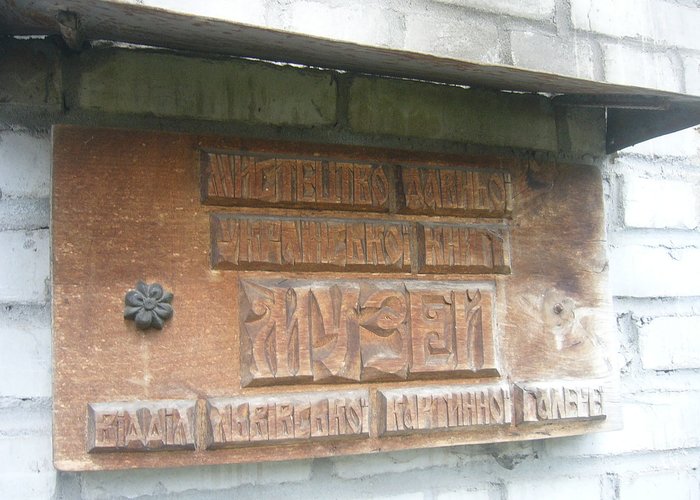 МИСТЕЦТВО ДАВНЬОЇ
УКРАЇНСЬКОЇ КНИГИ
МУЗЕЙ
ВІДДІЛ ЛЬВІВСЬКОЇ КАРТИННОЇ ГАЛЕРЕЇ